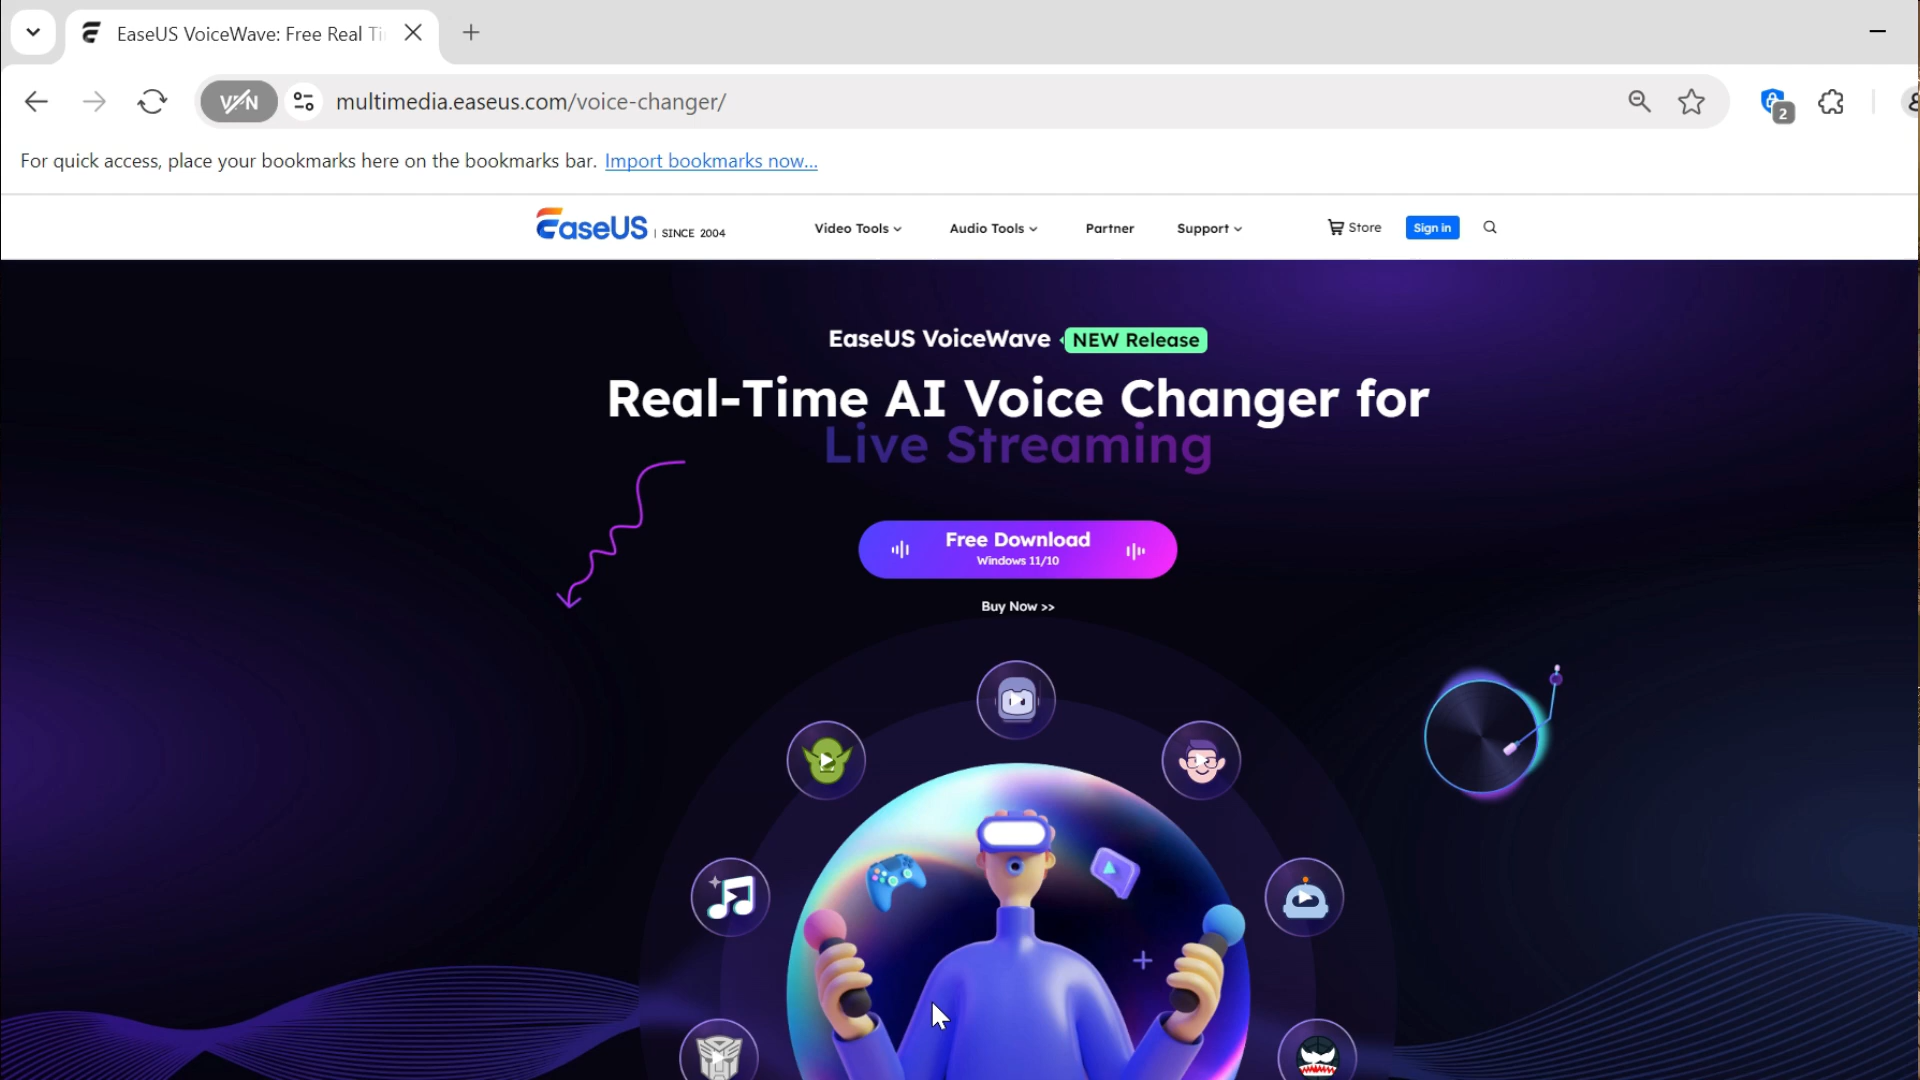 EaseUS VoiceWave: Free Real Ti
VPN
multimedia.easeus.com/voice-changer/
2
For quick access, place your bookmarks here on the bookmarks bar. Import bookmarks now...
EaseUS | SINCE 2004
Video Tools
Audio Tools
Partner
Support
Store
Sign in
EaseUS VoiceWave NEW Release
Real-Time AI Voice Changer for
Live Streaming
Free Download
Windows 11/10
Buy Now >>